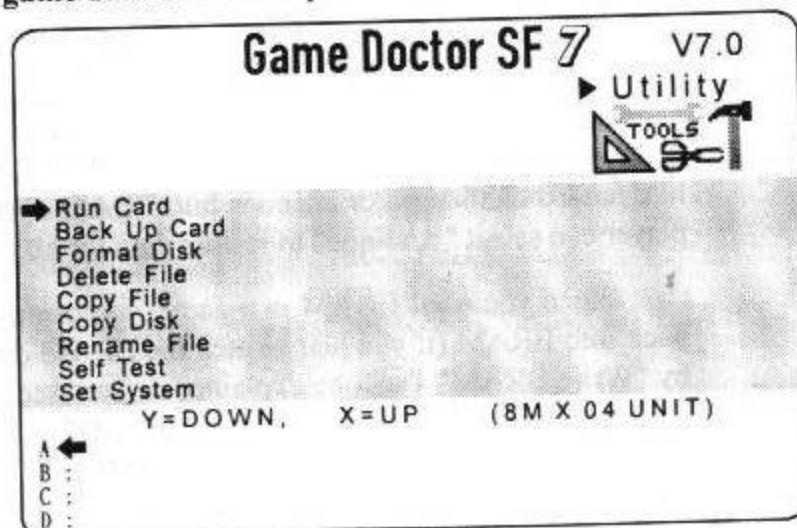 game
Game Doctor SF 7 V7.0
▶ Utility
TOOLS
➡ Run Card
Back Up Card
Format Disk
Delete File
Copy File
Copy Disk
Rename File
Self Test
Set System
Y=DOWN, X=UP (8M X 04 UNIT)
A ⬅
B :
C :
D :